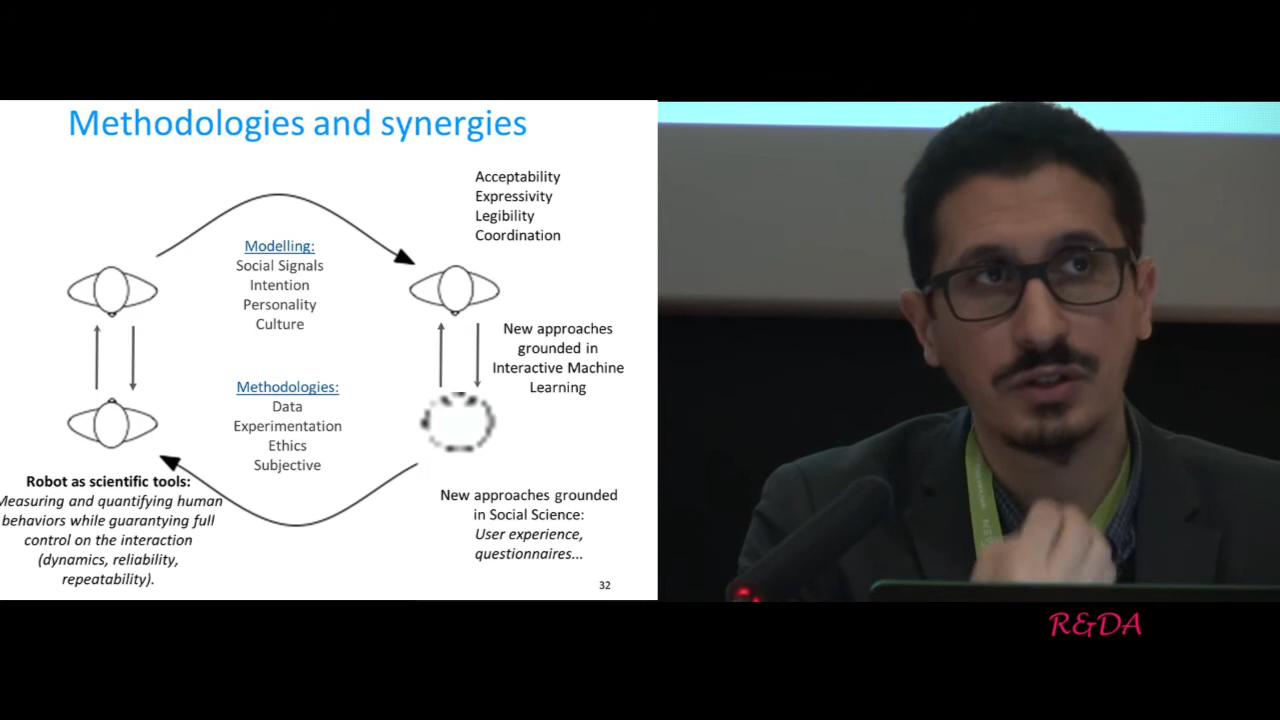 Methodologies and synergies
Acceptability
Expressivity
Legibility
Coordination
Modelling:
Social Signals
Intention
Personality
Culture
New approaches
grounded in
Interactive Machine
Learning
Methodologies:
Data
Experimentation
Ethics
Subjective
Robot as scientific tools:
Measuring and quantifying human
behaviors while guarantying full
control on the interaction
(dynamics, reliability,
repeatability).
New approaches grounded
in Social Science:
User experience,
questionnaires...
32
R&DA